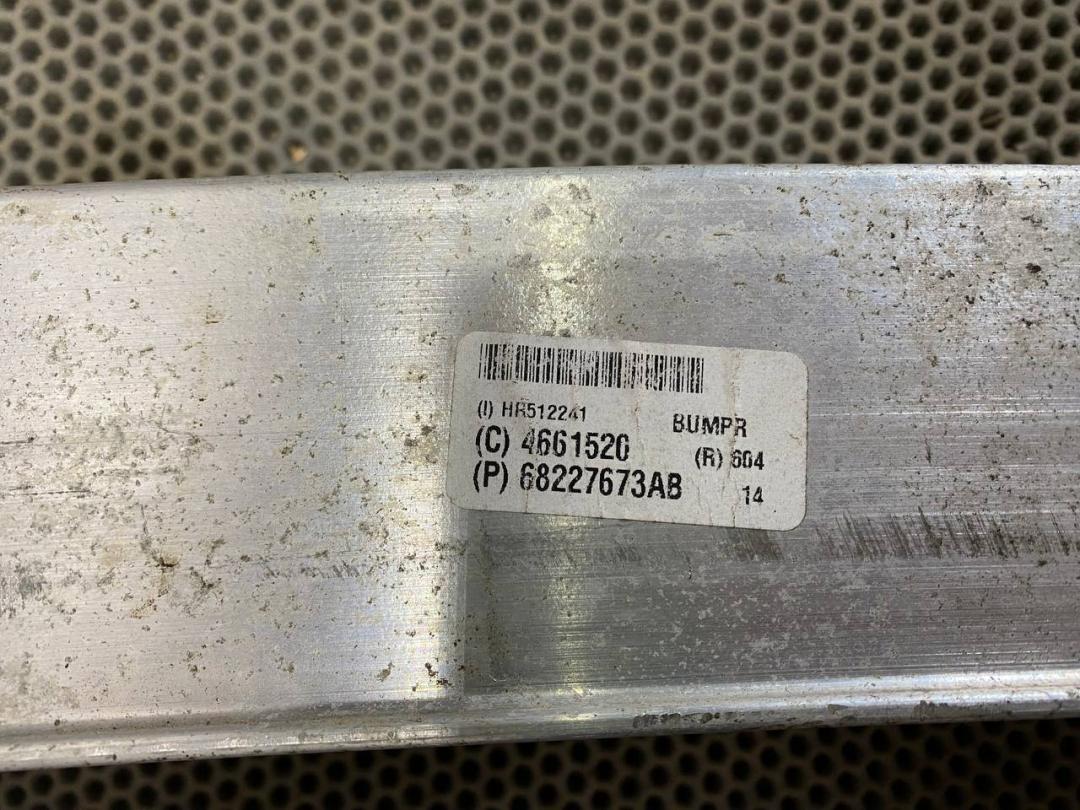 (I) HR512241
BUMPR
(C) 4661520
(R) 604
(P) 68227673AB
14